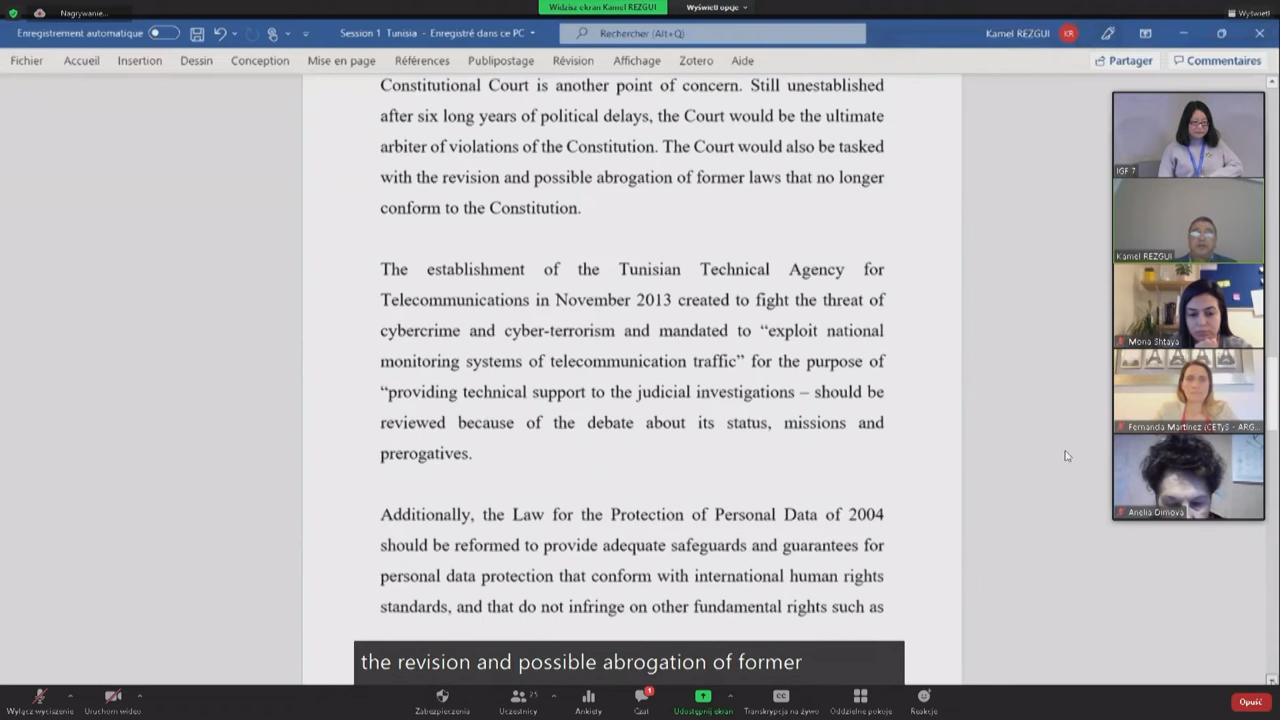 Nagrywanie...
Widzisz ekran Kamel REZGUI
Wyświetl opcje
Wyświetl
Enregistrement automatique
Session 1 Tunisia - Enregistré dans ce PC
Rechercher (Alt+Q)
Kamel REZGUI
KR
Fichier Accueil Insertion Dessin Conception Mise en page Références Publipostage Révision Affichage Zotero Aide
Partager
Commentaires
Constitutional Court is another point of concern. Still unestablished
after six long years of political delays, the Court would be the ultimate
arbiter of violations of the Constitution. The Court would also be tasked
with the revision and possible abrogation of former laws that no longer
conform to the Constitution.
The establishment of the Tunisian Technical Agency for
Telecommunications in November 2013 created to fight the threat of
cybercrime and cyber-terrorism and mandated to “exploit national
monitoring systems of telecommunication traffic” for the purpose of
“providing technical support to the judicial investigations – should be
reviewed because of the debate about its status, missions and
prerogatives.
Additionally, the Law for the Protection of Personal Data of 2004
should be reformed to provide adequate safeguards and guarantees for
personal data protection that conform with international human rights
standards, and that do not infringe on other fundamental rights such as
IGF 7
Kamel REZGUI
Mona Shtaya
Fernanda Martinez (CETyS - ARG...
Anelia Dimova
the revision and possible abrogation of former
Wyłącz wyciszenie
Uruchom wideo
Zabezpieczenia
25
Uczestnicy
Ankiety
1
Czat
Udostępnij ekran
CC
Transkrypcja na żywo
Oddzielne pokoje
Reakcje
Opuść